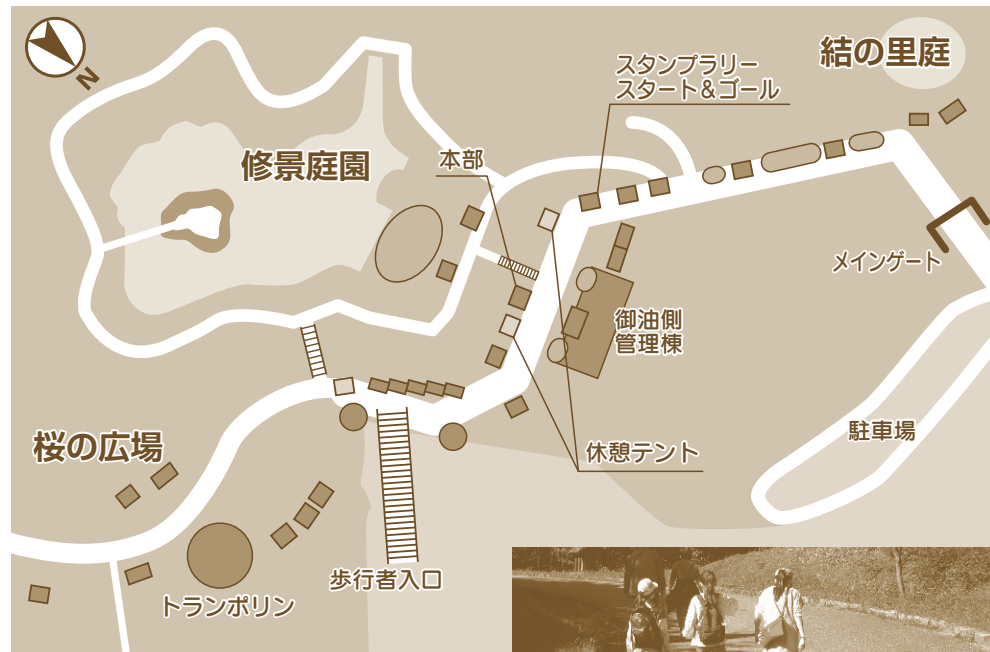 N
結の里庭
スタンプラリー
スタート&ゴール
修景庭園
本部
メインゲート
御油側
管理棟
駐車場
桜の広場
休憩テント
歩行者入口
トランポリン